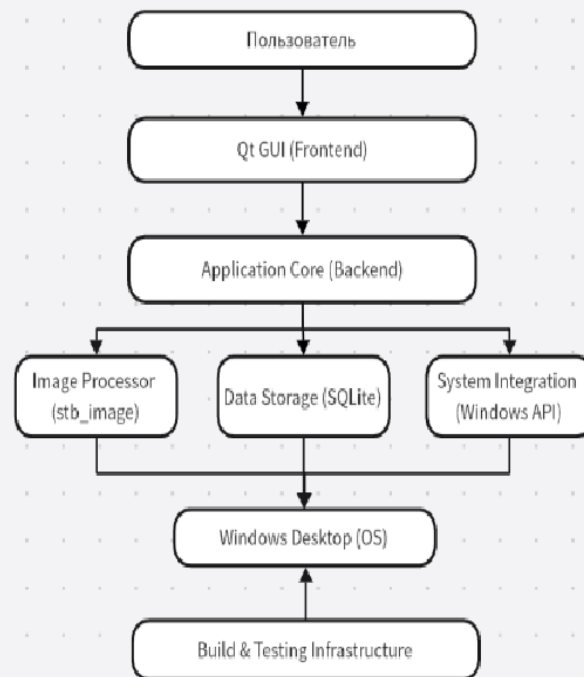 Пользователь
Qt GUI (Frontend)
Application Core (Backend)
Image Processor
(stb_image)
Data Storage (SQLite)
System Integration
(Windows API)
Windows Desktop (OS)
Build & Testing Infrastructure